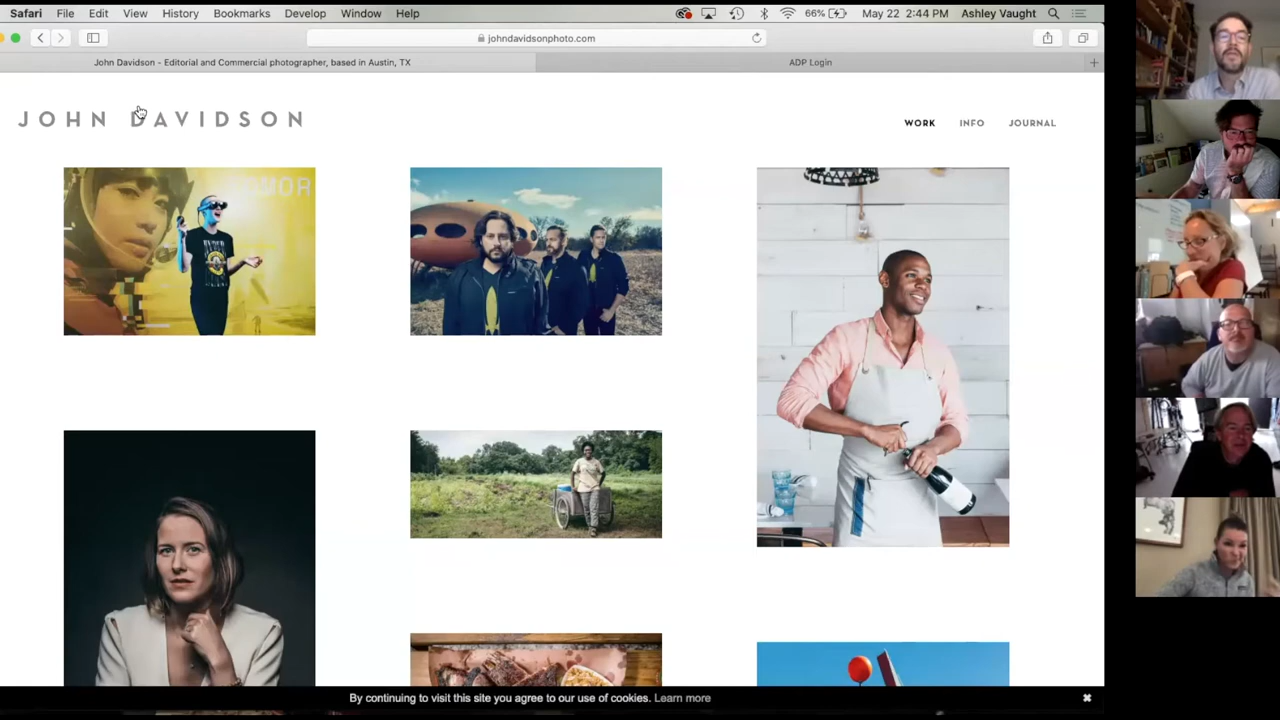 Safari File Edit View History Bookmarks Develop Window Help 66% May 22 2:44 PM Ashley Vaught
johndavidsonphoto.com
John Davidson - Editorial and Commercial photographer, based in Austin, TX
ADP Login
JOHN DAVIDSON
WORK INFO JOURNAL
By continuing to visit this site you agree to our use of cookies. Learn more